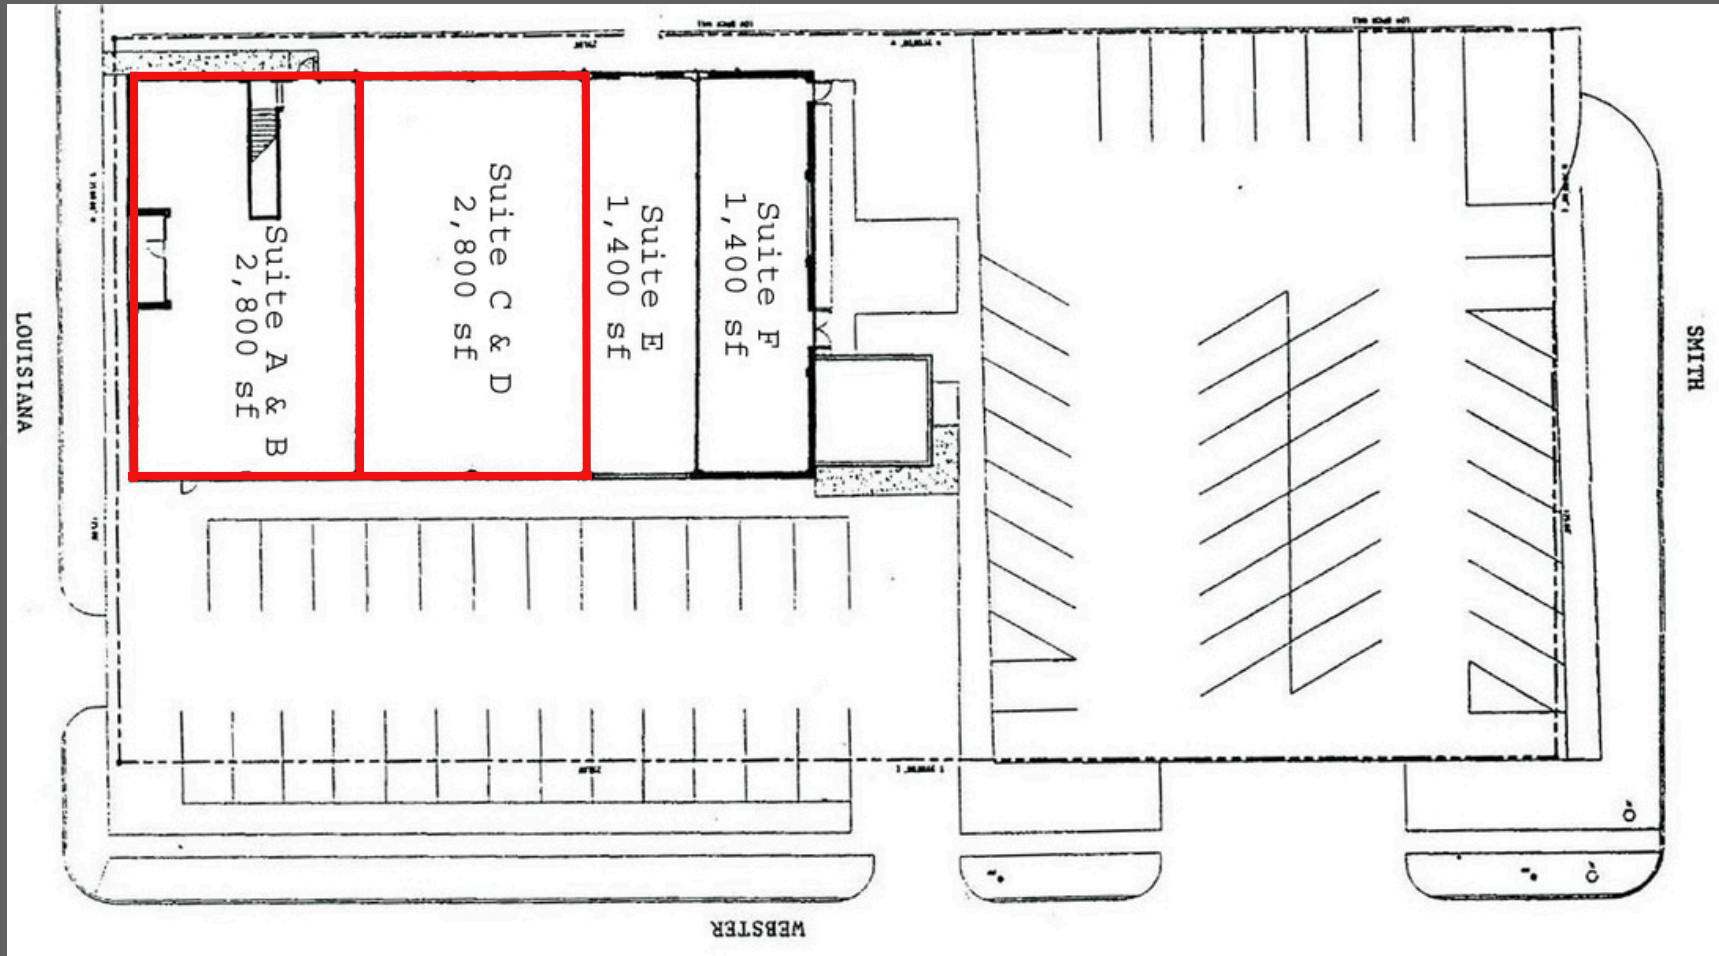 Suite A & B
2,800 sf
Suite C & D
2,800 sf
Suite E
1,400 sf
Suite F
1,400 sf
LOUISIANA
SMITH
WEBSTER